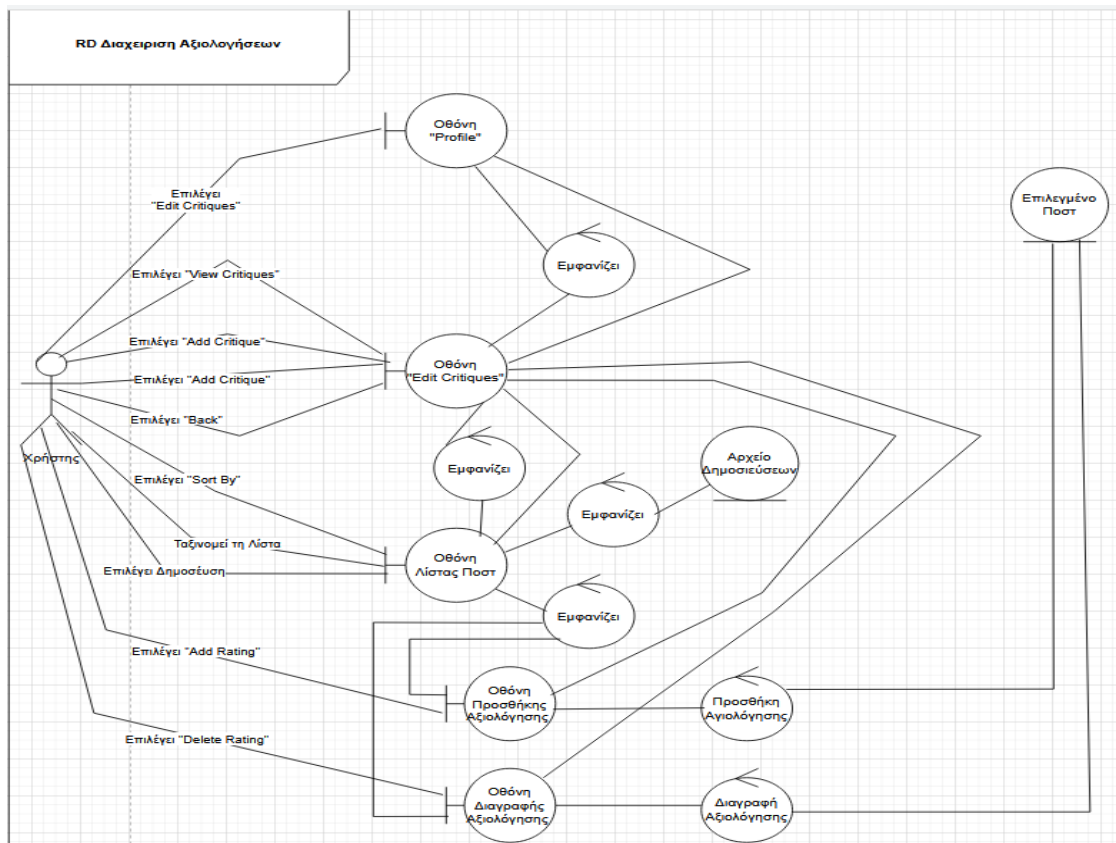 RD Διαχειριση Αξιολογήσεων
Οθόνη
"Profile"
Επιλέγει
"Edit Critiques"
Επιλεγμένο
Ποστ
Εμφανίζει
Επιλέγει "View Critiques"
Επιλέγει "Add Critique"
Οθόνη
"Edit Critiques"
Επιλέγει "Add Critique"
Επιλέγει "Back"
Χρήστης
Εμφανίζει
Αρχείο
Δημοσιεύσεων
Επιλέγει "Sort By"
Εμφανίζει
Ταξινομεί τη Λίστα
Οθόνη
Λίστας Ποστ
Επιλέγει Δημοσέυση
Εμφανίζει
Επιλέγει "Add Rating"
Οθόνη
Προσθήκης
Αξιολόγησης
Προσθήκη
Αγιολόγησης
Επιλέγει "Delete Rating"
Οθόνη
Διαγραφής
Αξιολόγησης
Διαγραφή
Αξιολόγησης